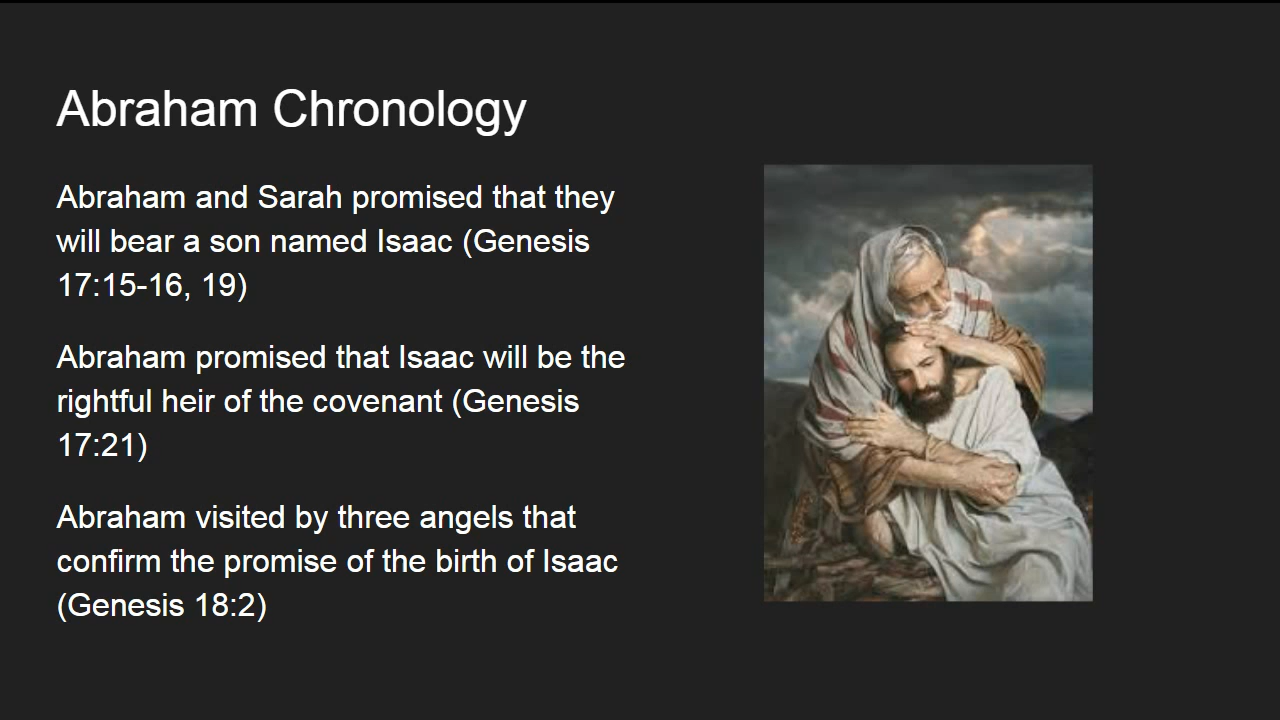 Abraham Chronology
Abraham and Sarah promised that they
will bear a son named Isaac (Genesis
17:15-16, 19)
Abraham promised that Isaac will be the
rightful heir of the covenant (Genesis
17:21)
Abraham visited by three angels that
confirm the promise of the birth of Isaac
(Genesis 18:2)